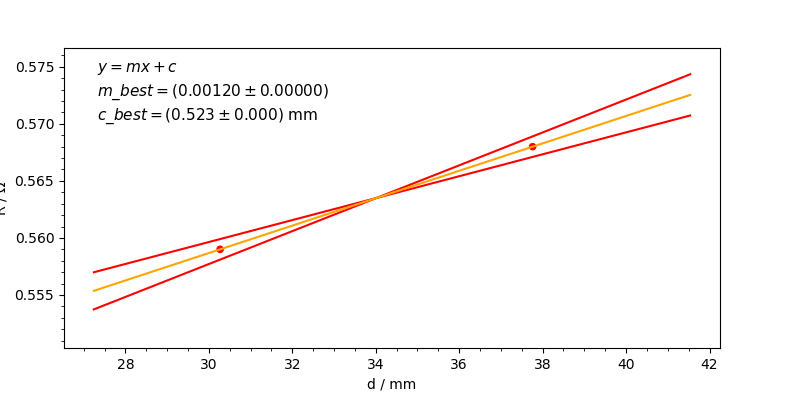 y = mx + c
m_best = (0.00120 ± 0.00000)
c_best = (0.523 ± 0.000) mm
0.575
0.570
0.565
0.560
0.555
R / Ω
28 30 32 34 36 38 40 42
d / mm